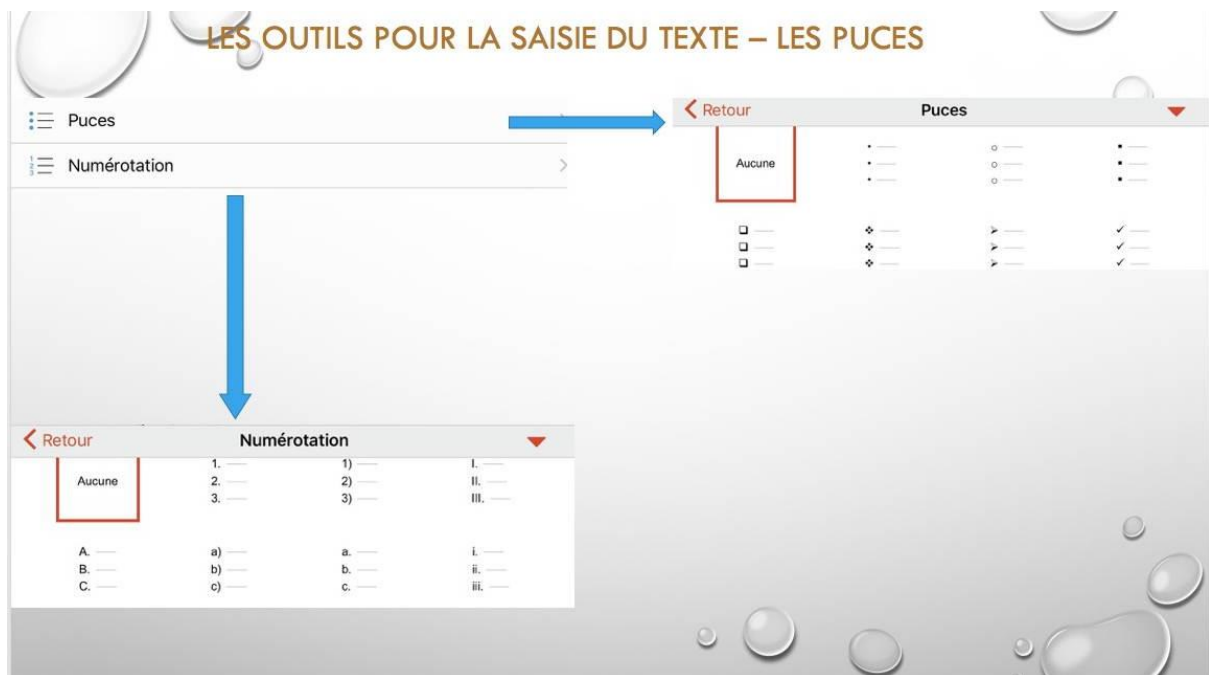 LES OUTILS POUR LA SAISIE DU TEXTE – LES PUCES
Puces
Numérotation
Retour Puces
Aucune
Retour Numérotation
Aucune 1. 1) I.
2. 2) II.
3. 3) III.
A. a) a. i.
B. b) b. ii.
C. c) c. iii.